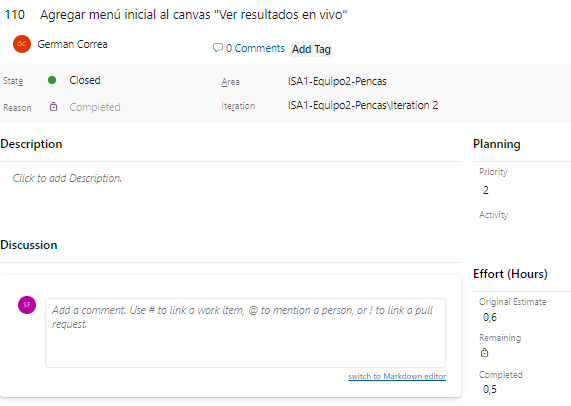 110 Agregar menú inicial al canvas "Ver resultados en vivo"
GC German Correa 0 Comments Add Tag
State Closed Area ISA1-Equipo2-Pencas
Reason Completed Iteration ISA1-Equipo2-Pencas\Iteration 2
Description
Click to add Description.
Planning
Priority
2
Activity
Discussion
SF Add a comment. Use # to link a work item, @ to mention a person, or ! to link a pull
request.
switch to Markdown editor
Effort (Hours)
Original Estimate
0,6
Remaining
Completed
0,5